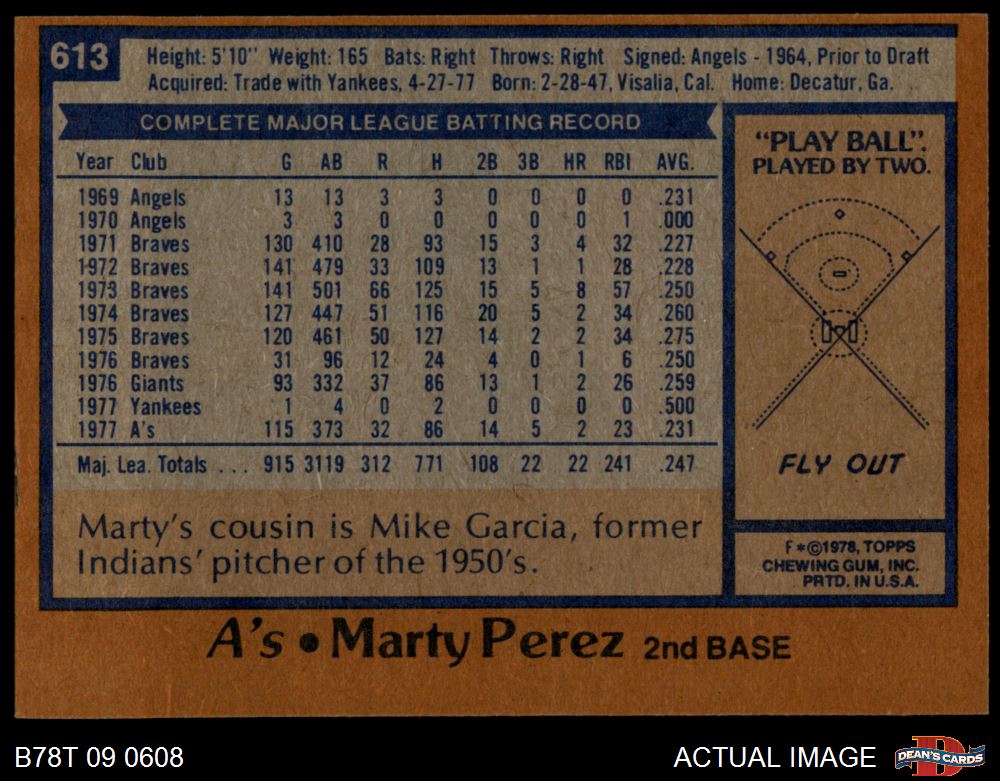 613
Height: 5'10" Weight: 165 Bats: Right Throws: Right Signed: Angels - 1964, Prior to Draft
Acquired: Trade with Yankees, 4-27-77 Born: 2-28-47, Visalia, Cal. Home: Decatur, Ga.
COMPLETE MAJOR LEAGUE BATTING RECORD
Year Club G AB R H 2B 3B HR RBI AVG.
1969 Angels 13 13 3 3 0 0 0 0 .231
1970 Angels 3 3 0 0 0 0 0 1 .000
1971 Braves 130 410 28 93 15 3 4 32 .227
1972 Braves 141 479 33 109 13 1 1 28 .228
1973 Braves 141 501 66 125 15 5 8 57 .250
1974 Braves 127 447 51 116 20 5 2 34 .260
1975 Braves 120 461 50 127 14 2 2 34 .275
1976 Braves 31 96 12 24 4 0 1 6 .250
1976 Giants 93 332 37 86 13 1 2 26 .259
1977 Yankees 1 4 0 2 0 0 0 0 .500
1977 A's 115 373 32 86 14 5 2 23 .231
Maj. Lea. Totals ... 915 3119 312 771 108 22 22 241 .247
Marty's cousin is Mike Garcia, former
Indians' pitcher of the 1950's.
"PLAY BALL".
PLAYED BY TWO.
FLY OUT
F*©1978, TOPPS
CHEWING GUM, INC.
PRTD. IN U.S.A.
A's • Marty Perez 2nd BASE
B78T 09 0608
ACTUAL IMAGE
D
DEAN'S CARDS